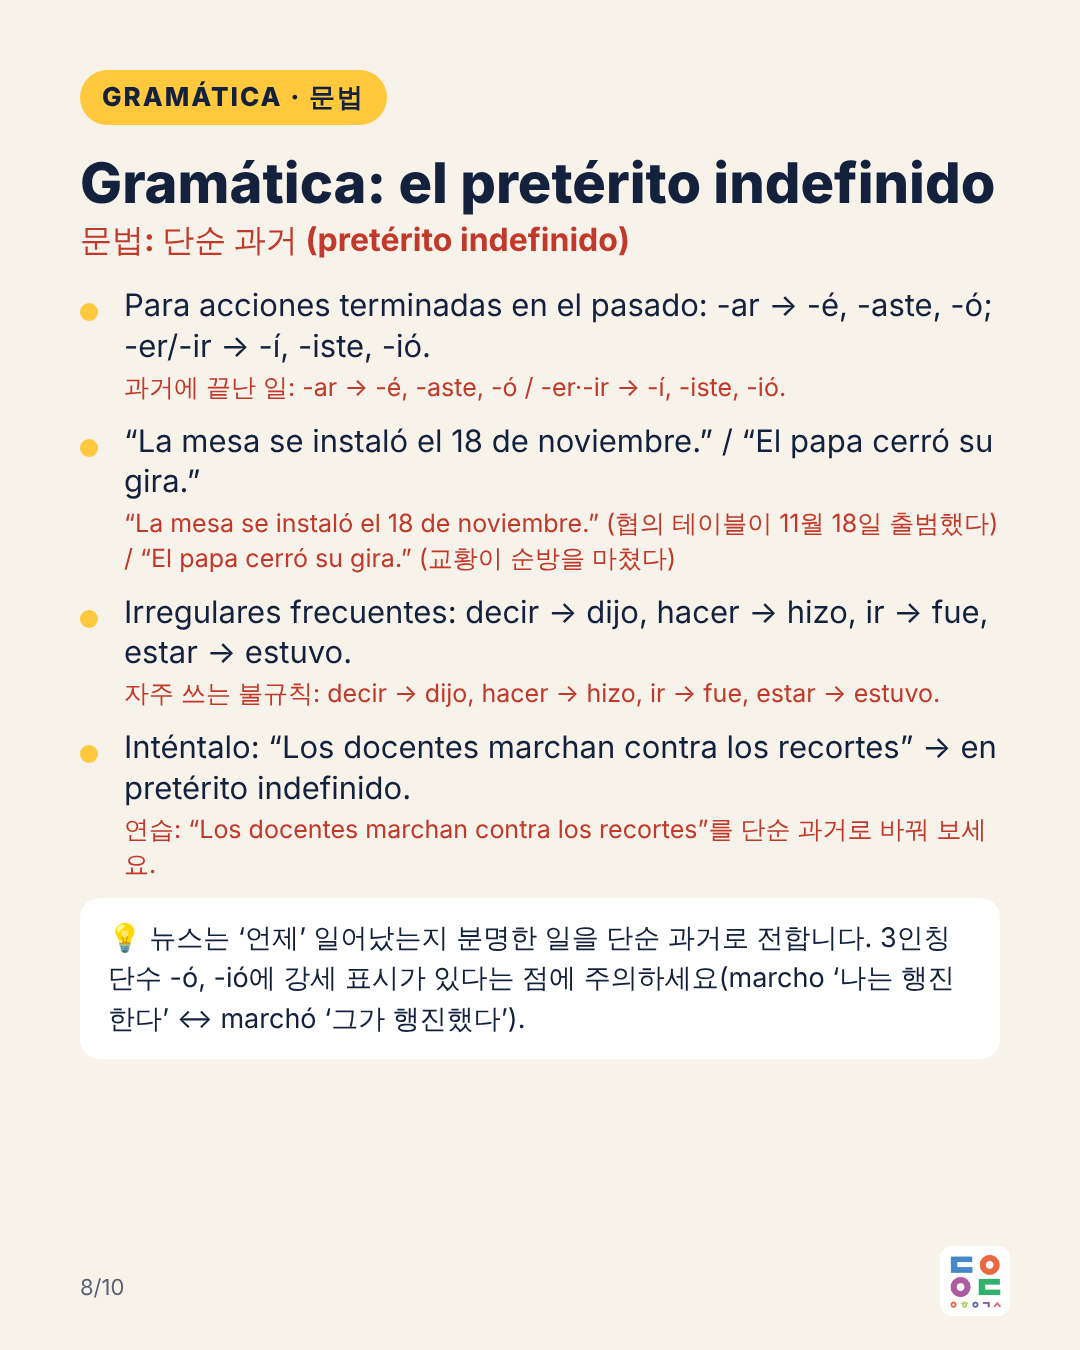 GRAMÁTICA · 문법
Gramática: el pretérito indefinido
문법: 단순 과거 (pretérito indefinido)
Para acciones terminadas en el pasado: -ar → -é, -aste, -ó;
-er/-ir → -í, -iste, -ió.
과거에 끝난 일: -ar → -é, -aste, -ó / -er·-ir → -í, -iste, -ió.
“La mesa se instaló el 18 de noviembre.” / “El papa cerró su
gira.”
“La mesa se instaló el 18 de noviembre.” (협의 테이블이 11월 18일 출범했다)
/ “El papa cerró su gira.” (교황이 순방을 마쳤다)
Irregulares frecuentes: decir → dijo, hacer → hizo, ir → fue,
estar → estuvo.
자주 쓰는 불규칙: decir → dijo, hacer → hizo, ir → fue, estar → estuvo.
Inténtalo: “Los docentes marchan contra los recortes” → en
pretérito indefinido.
연습: “Los docentes marchan contra los recortes”를 단순 과거로 바꿔 보세
요.
💡 뉴스는 ‘언제’ 일어났는지 분명한 일을 단순 과거로 전합니다. 3인칭
단수 -ó, -ió에 강세 표시가 있다는 점에 주의하세요(marcho ‘나는 행진
한다’ ↔ marchó ‘그가 행진했다’).
8/10